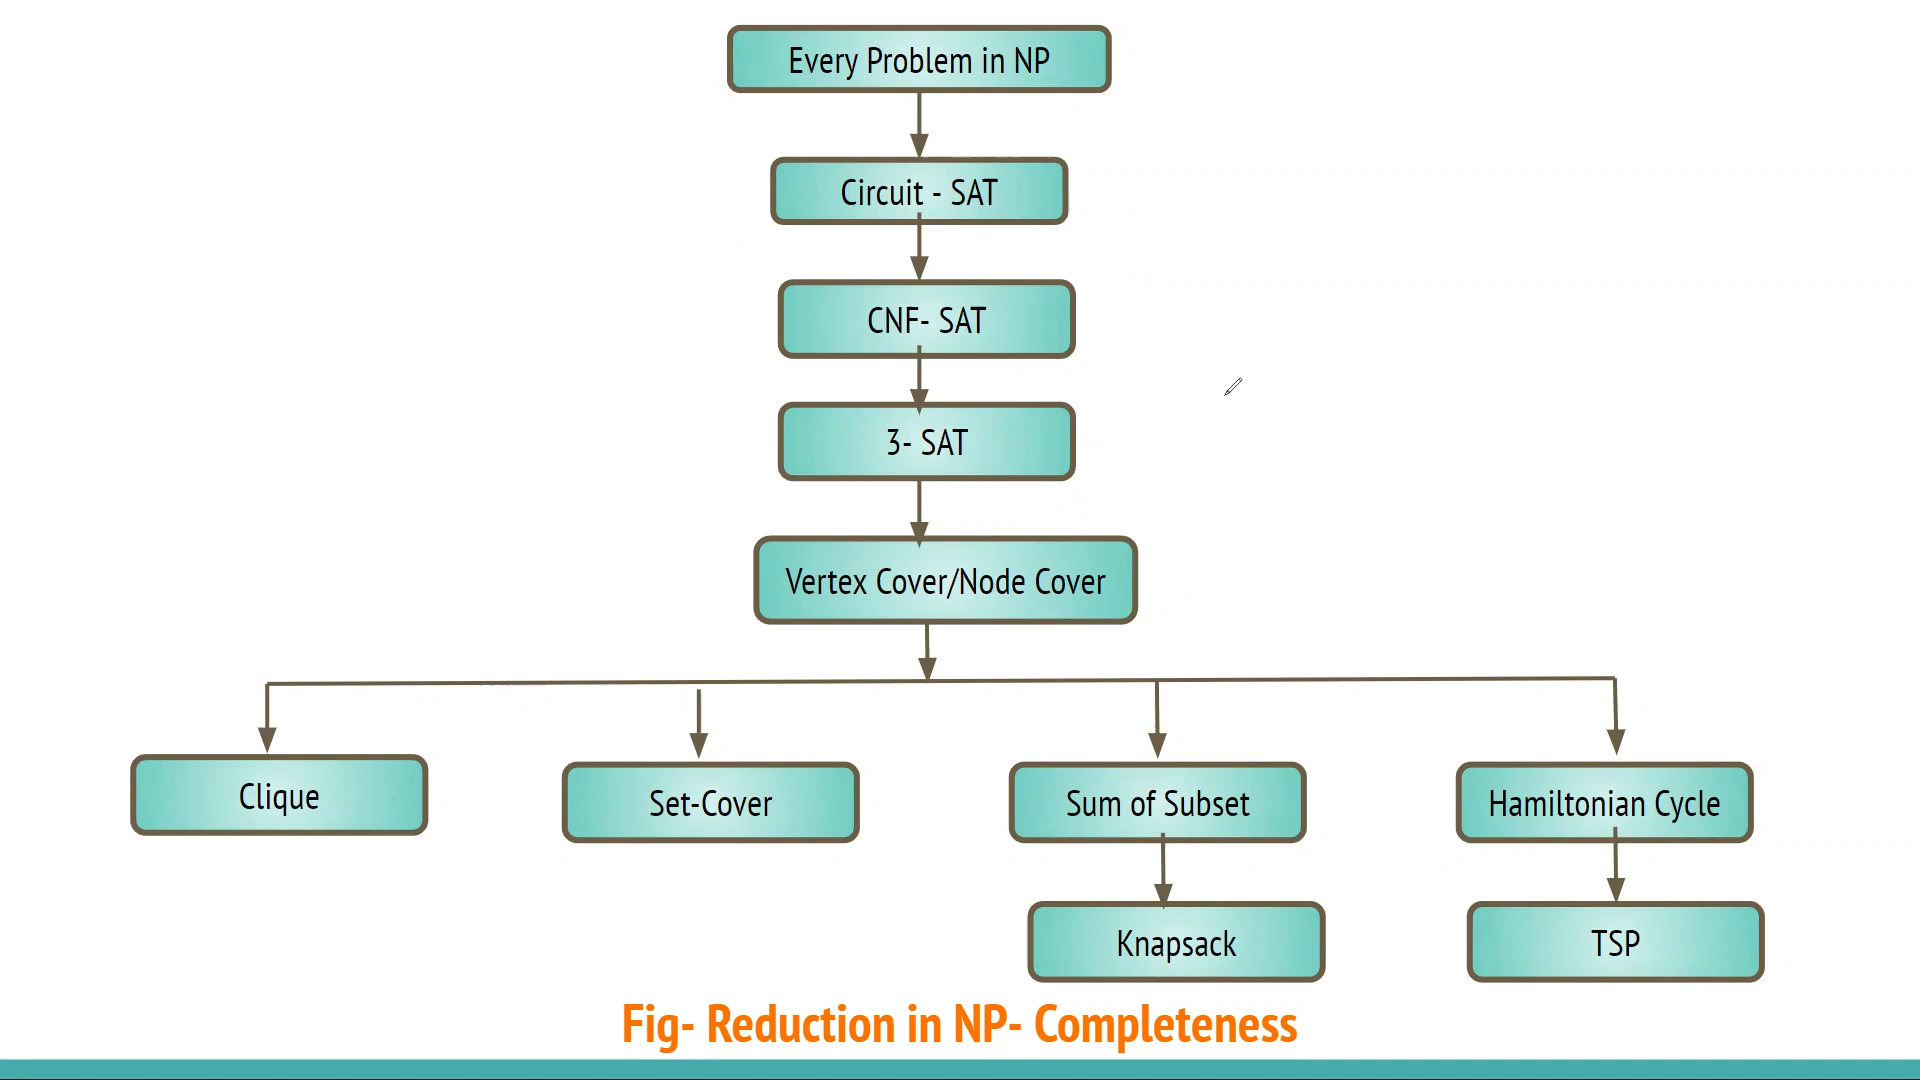 Every Problem in NP
Circuit - SAT
CNF- SAT
3- SAT
Vertex Cover/Node Cover
Clique
Set-Cover
Sum of Subset
Hamiltonian Cycle
Knapsack
TSP
Fig- Reduction in NP- Completeness